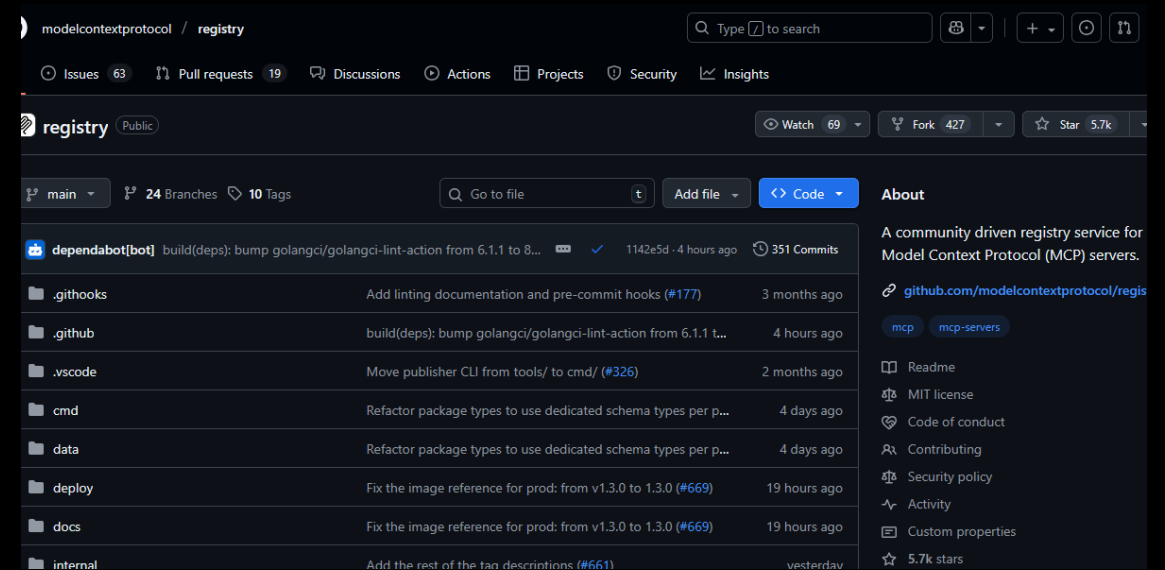 modelcontextprotocol / registry
Type / to search
Issues 63 Pull requests 19 Discussions Actions Projects Security Insights
registry Public
Watch 69 Fork 427 Star 5.7k
main 24 Branches 10 Tags Go to file t Add file Code
dependabot[bot] build(deps): bump golangci/golangci-lint-action from 6.1.1 to 8... 1142e5d · 4 hours ago 351 Commits
.githooks Add linting documentation and pre-commit hooks (#177) 3 months ago
.github build(deps): bump golangci/golangci-lint-action from 6.1.1 t... 4 hours ago
.vscode Move publisher CLI from tools/ to cmd/ (#326) 2 months ago
cmd Refactor package types to use dedicated schema types per p... 4 days ago
data Refactor package types to use dedicated schema types per p... 4 days ago
deploy Fix the image reference for prod: from v1.3.0 to 1.3.0 (#669) 19 hours ago
docs Fix the image reference for prod: from v1.3.0 to 1.3.0 (#669) 19 hours ago
internal Add the rest of the tag descriptions (#661) yesterday
About
A community driven registry service for
Model Context Protocol (MCP) servers.
github.com/modelcontextprotocol/regis
mcp mcp-servers
Readme
MIT license
Code of conduct
Contributing
Security policy
Activity
Custom properties
5.7k stars